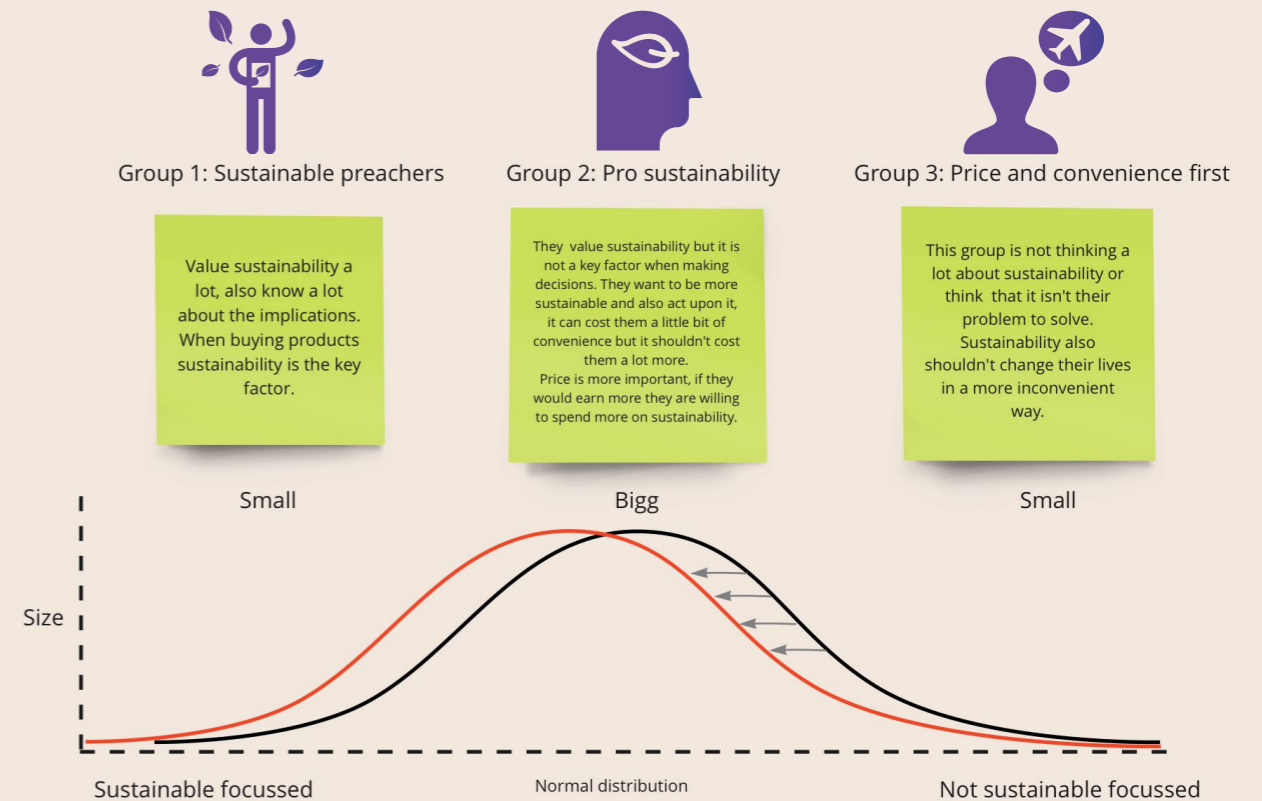 Group 1: Sustainable preachers
Group 2: Pro sustainability
Group 3: Price and convenience first
Value sustainability a
lot, also know a lot
about the implications.
When buying products
sustainability is the key
factor.
They value sustainability but it is
not a key factor when making
decisions. They want to be more
sustainable and also act upon it,
it can cost them a little bit of
convenience but it shouldn't cost
them a lot more.
Price is more important, if they
would earn more they are willing
to spend more on sustainability.
This group is not thinking a
lot about sustainability or
think that it isn't their
problem to solve.
Sustainability also
shouldn't change their lives
in a more inconvenient
way.
Small
Bigg
Small
Size
Sustainable focussed
Normal distribution
Not sustainable focussed